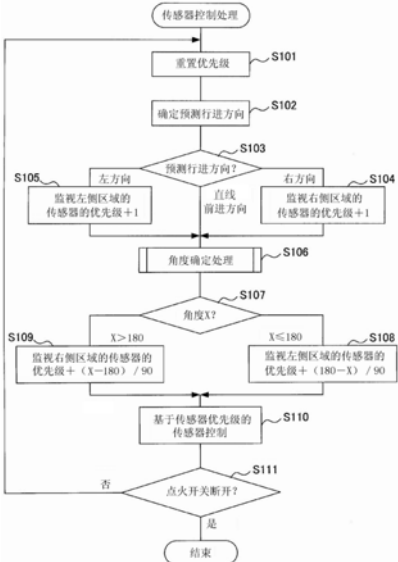 传感器控制处理
S101
重置优先级
S102
确定预测行进方向
S103
预测行进方向?
S105
左方向
右方向
S104
监视左侧区域的
传感器的优先级+1
直线
前进方向
监视右侧区域的
传感器的优先级+1
S106
角度确定处理
S107
角度X?
S109
X>180
X≤180
S108
监视右侧区域的传感器的
优先级+(X-180)/90
监视左侧区域的传感器的
优先级+(180-X)/90
S110
基于传感器优先级的
传感器控制
S111
否
点火开关断开?
是
结束